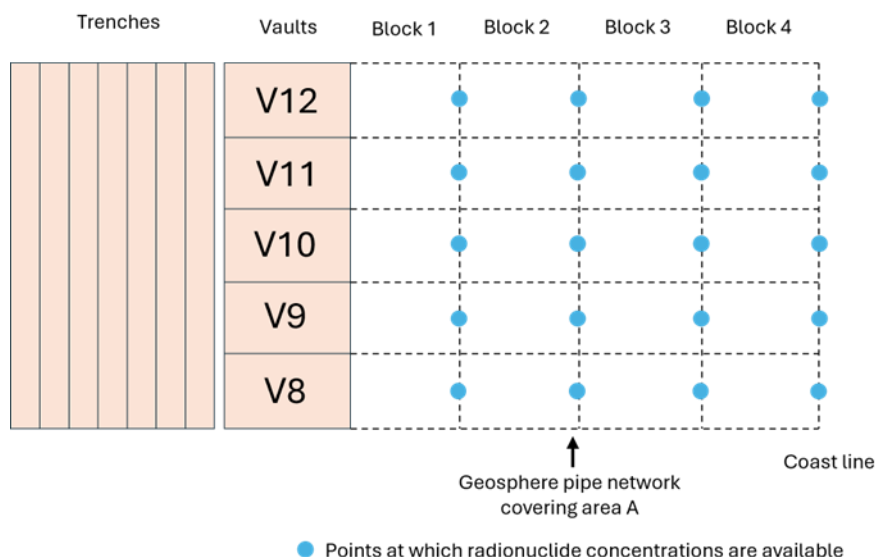 Trenches
Vaults
Block 1
Block 2
Block 3
Block 4
V12
V11
V10
V9
V8
Coast line
Geosphere pipe network
covering area A
Points at which radionuclide concentrations are available